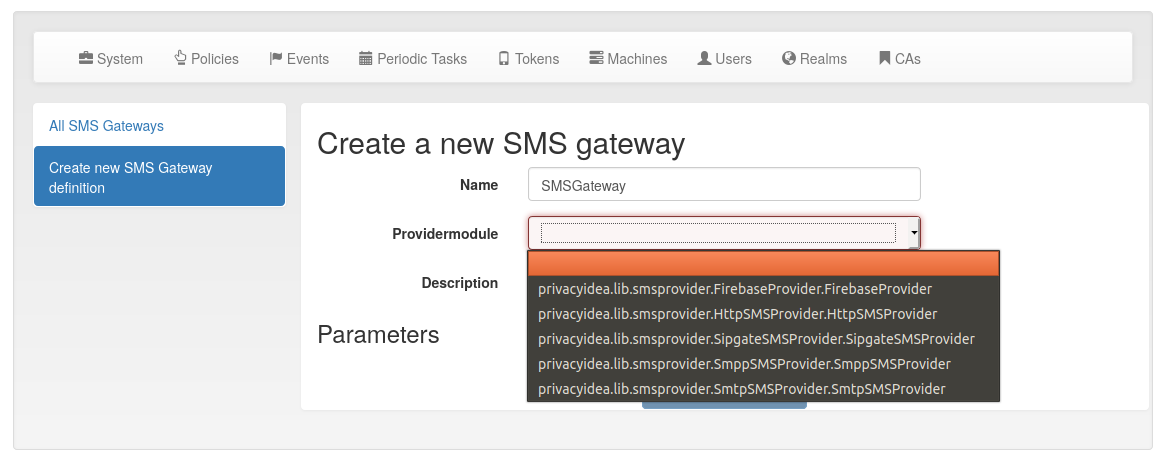 System Policies Events Periodic Tasks Tokens Machines Users Realms CAs
All SMS Gateways
Create new SMS Gateway
definition
Create a new SMS gateway
Name SMSGateway
Providermodule
Description
privacyidea.lib.smsprovider.FirebaseProvider.FirebaseProvider
privacyidea.lib.smsprovider.HttpSMSProvider.HttpSMSProvider
privacyidea.lib.smsprovider.SipgateSMSProvider.SipgateSMSProvider
privacyidea.lib.smsprovider.SmppSMSProvider.SmppSMSProvider
privacyidea.lib.smsprovider.SmtpSMSProvider.SmtpSMSProvider
Parameters